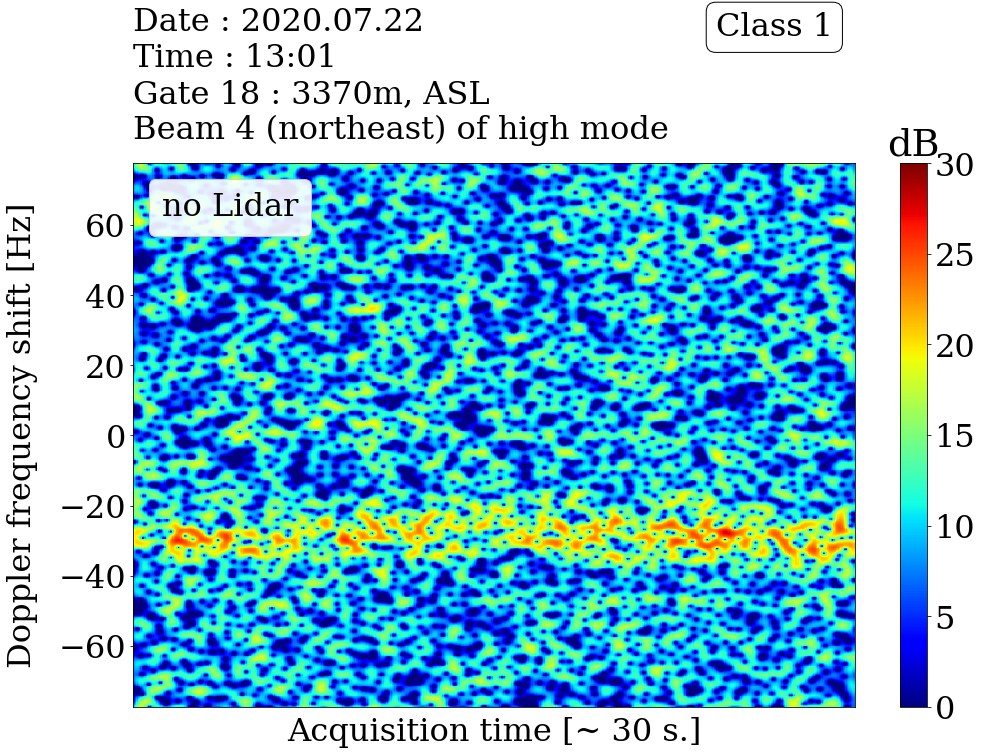 Date : 2020.07.22
Time : 13:01
Gate 18 : 3370m, ASL
Beam 4 (northeast) of high mode
Class 1
no Lidar
dB
30
25
20
15
10
5
0
Doppler frequency shift [Hz]
60
40
20
0
−20
−40
−60
Acquisition time [~ 30 s.]